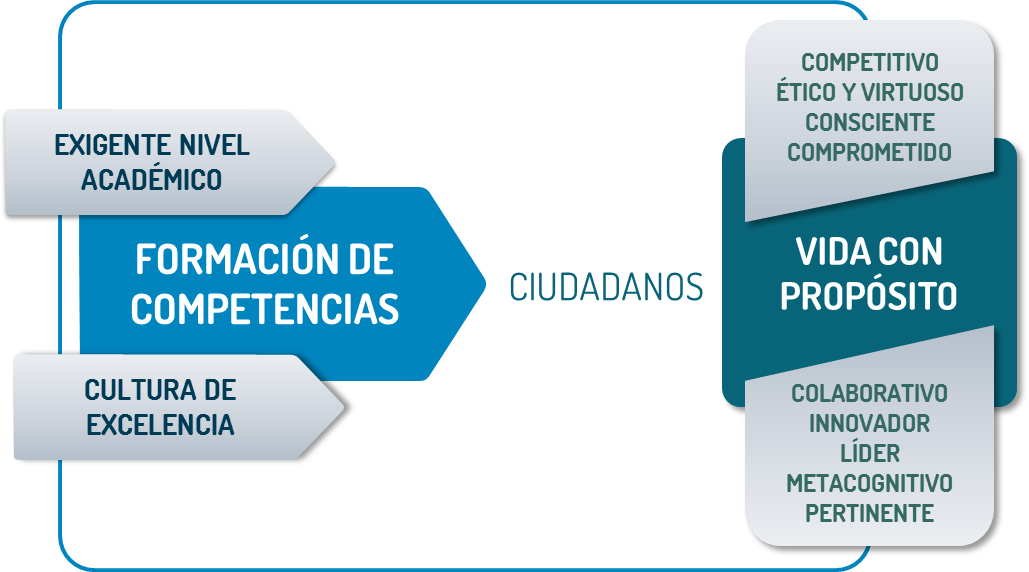 EXIGENTE NIVEL
ACADÉMICO
FORMACIÓN DE
COMPETENCIAS
CULTURA DE
EXCELENCIA
CIUDADANOS
COMPETITIVO
ÉTICO Y VIRTUOSO
CONSCIENTE
COMPROMETIDO
VIDA CON
PROPÓSITO
COLABORATIVO
INNOVADOR
LÍDER
METACOGNITIVO
PERTINENTE